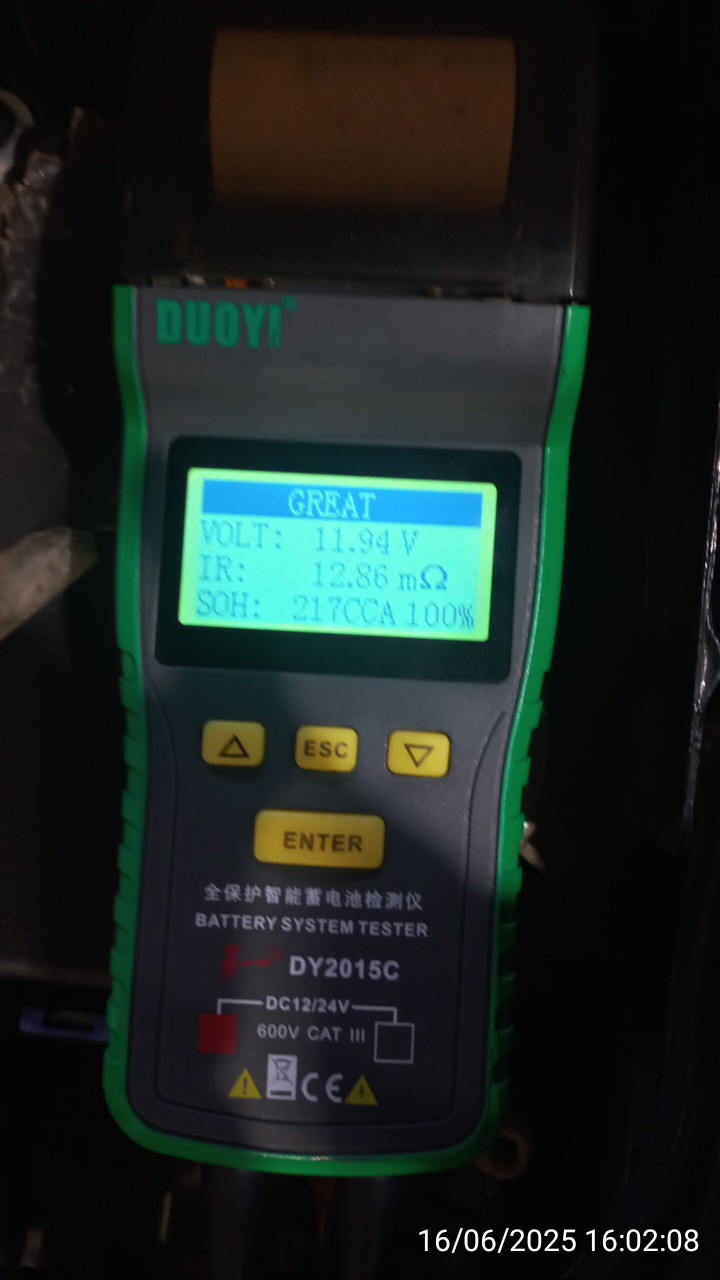 DUOYI®
GREAT
VOLT: 11.94 V
IR: 12.86 mΩ
SOH: 217CCA 100%
ESC
ENTER
全保护智能蓄电池检测仪
BATTERY SYSTEM TESTER
多一® DY2015C
DC12/24V
600V CAT III
CE
16/06/2025 16:02:08